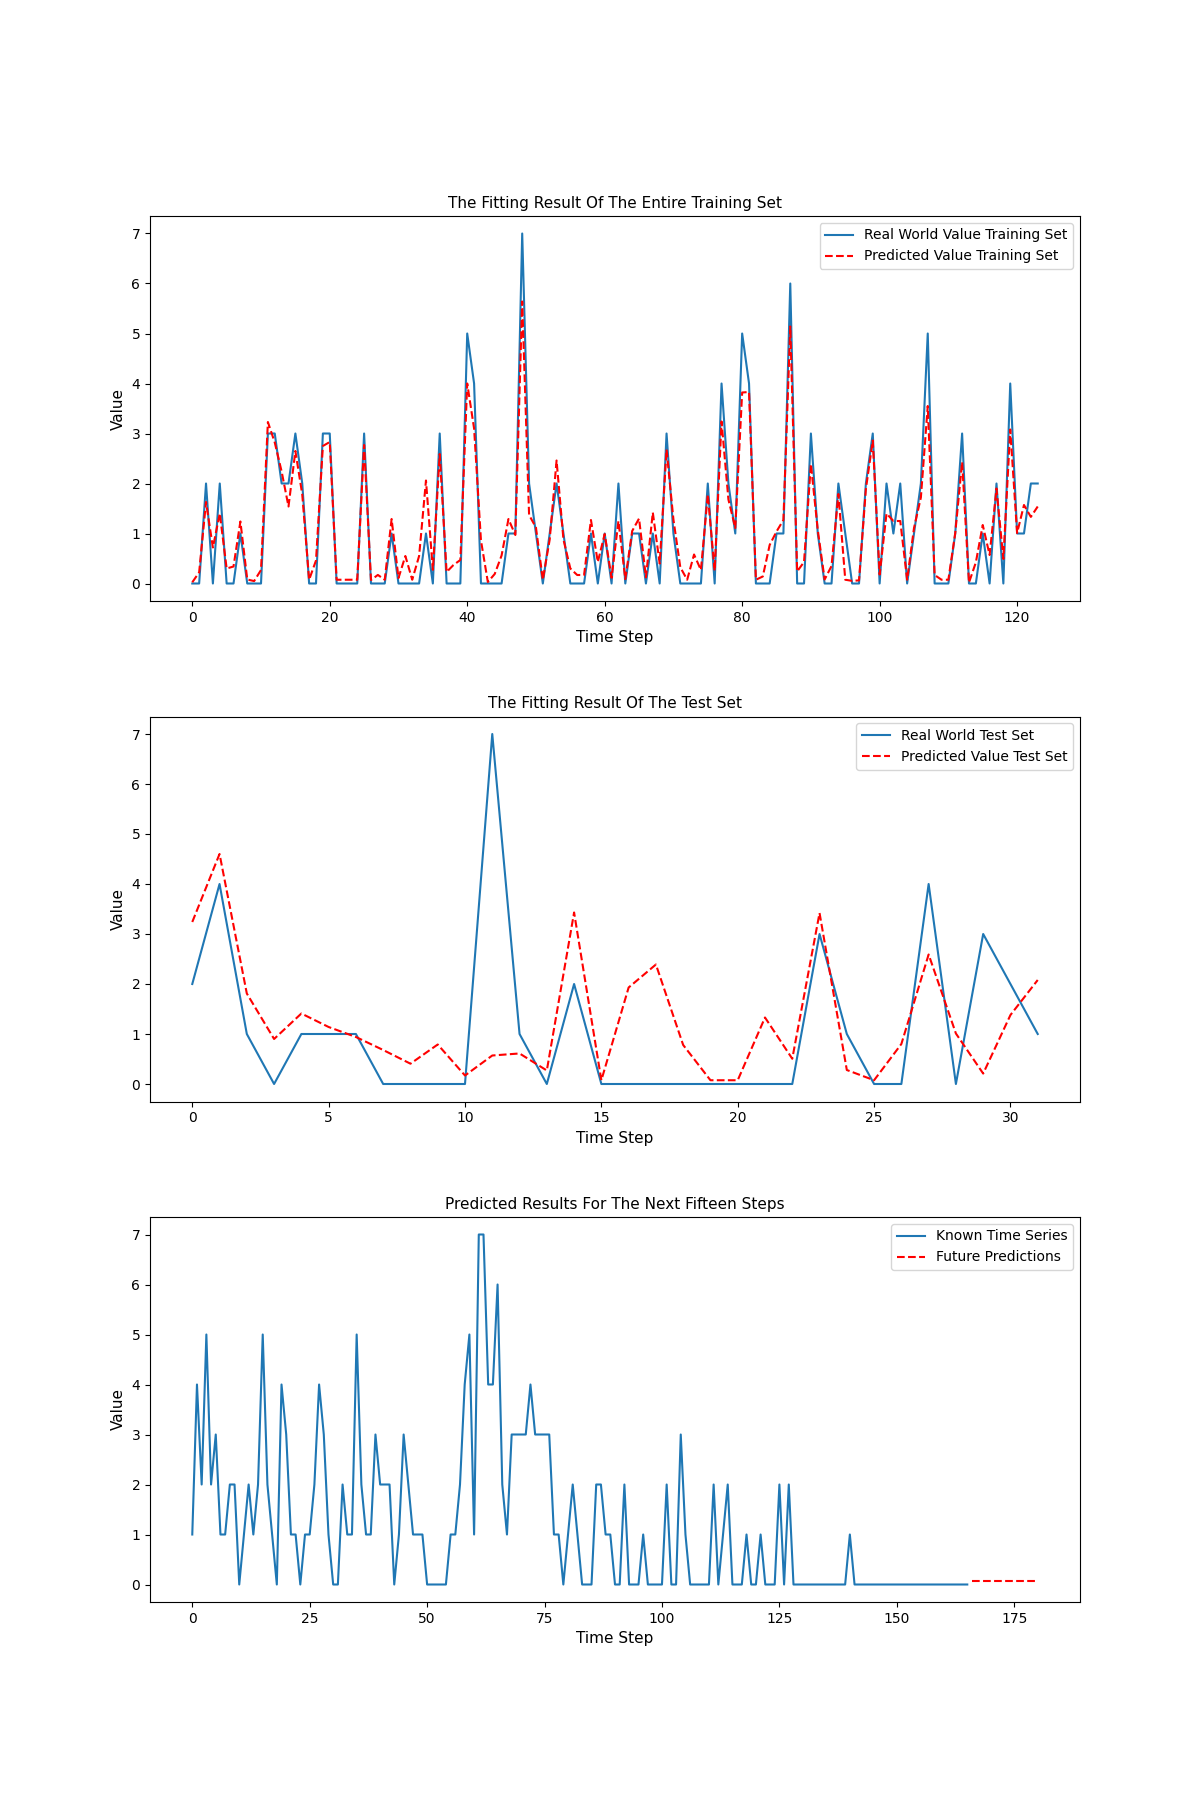 The Fitting Result Of The Entire Training Set
Real World Value Training Set
Predicted Value Training Set
Value
7
6
5
4
3
2
1
0
0 20 40 60 80 100 120
Time Step
The Fitting Result Of The Test Set
Real World Test Set
Predicted Value Test Set
Value
7
6
5
4
3
2
1
0
0 5 10 15 20 25 30
Time Step
Predicted Results For The Next Fifteen Steps
Known Time Series
Future Predictions
Value
7
6
5
4
3
2
1
0
0 25 50 75 100 125 150 175
Time Step